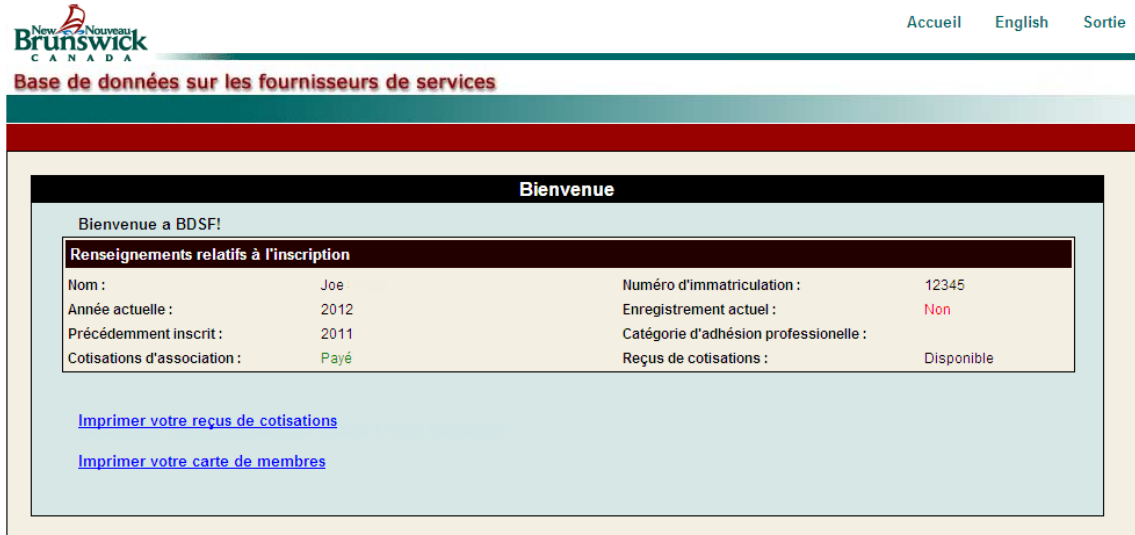 New Nouveau
Brunswick
CANADA
Accueil English Sortie
Base de données sur les fournisseurs de services
Bienvenue
Bienvenue a BDSF!
Renseignements relatifs à l'inscription
Nom : Joe Numéro d'immatriculation : 12345
Année actuelle : 2012 Enregistrement actuel : Non
Précédemment inscrit : 2011 Catégorie d'adhésion professionelle :
Cotisations d'association : Payé Reçus de cotisations : Disponible
Imprimer votre reçus de cotisations
Imprimer votre carte de membres